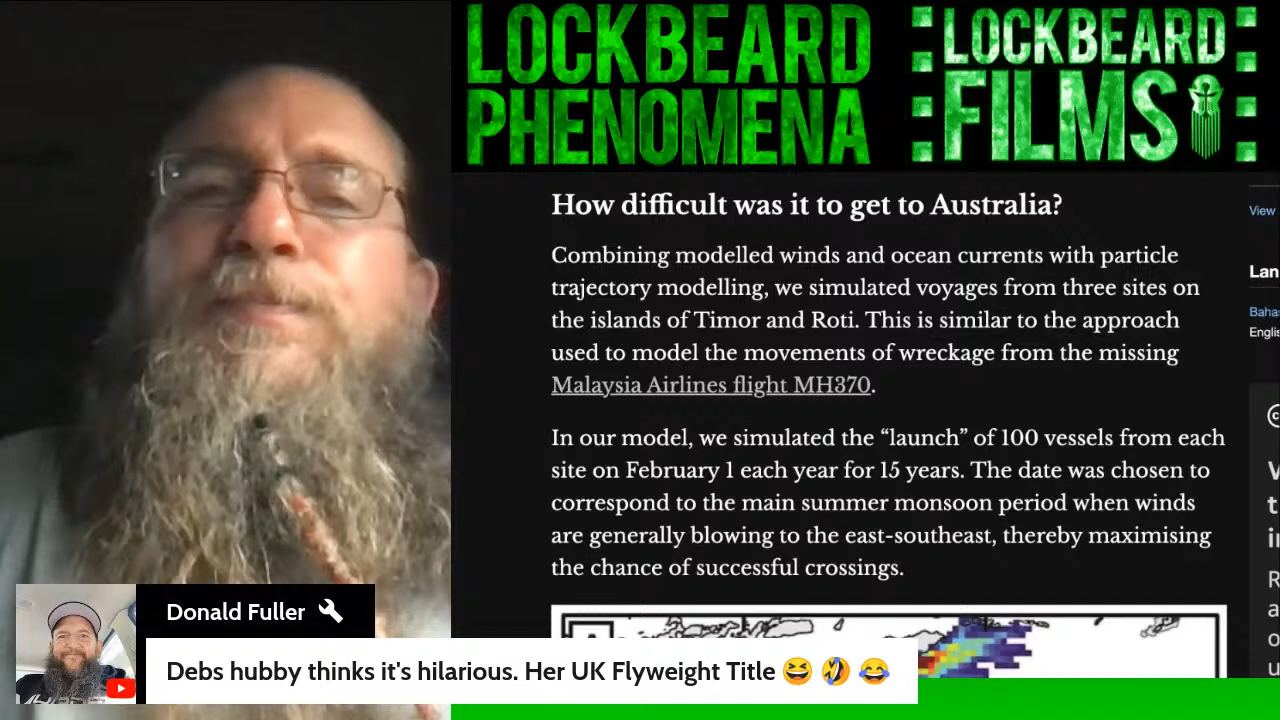 LOCKBEARD
PHENOMENA
LOCKBEARD
FILMS
How difficult was it to get to Australia?
Combining modelled winds and ocean currents with particle
trajectory modelling, we simulated voyages from three sites on
the islands of Timor and Roti. This is similar to the approach
used to model the movements of wreckage from the missing
Malaysia Airlines flight MH370.
In our model, we simulated the “launch” of 100 vessels from each
site on February 1 each year for 15 years. The date was chosen to
correspond to the main summer monsoon period when winds
are generally blowing to the east-southeast, thereby maximising
the chance of successful crossings.
View
Lan
Baha
Englis
Donald Fuller
Debs hubby thinks it's hilarious. Her UK Flyweight Title 😆 🤣 😂